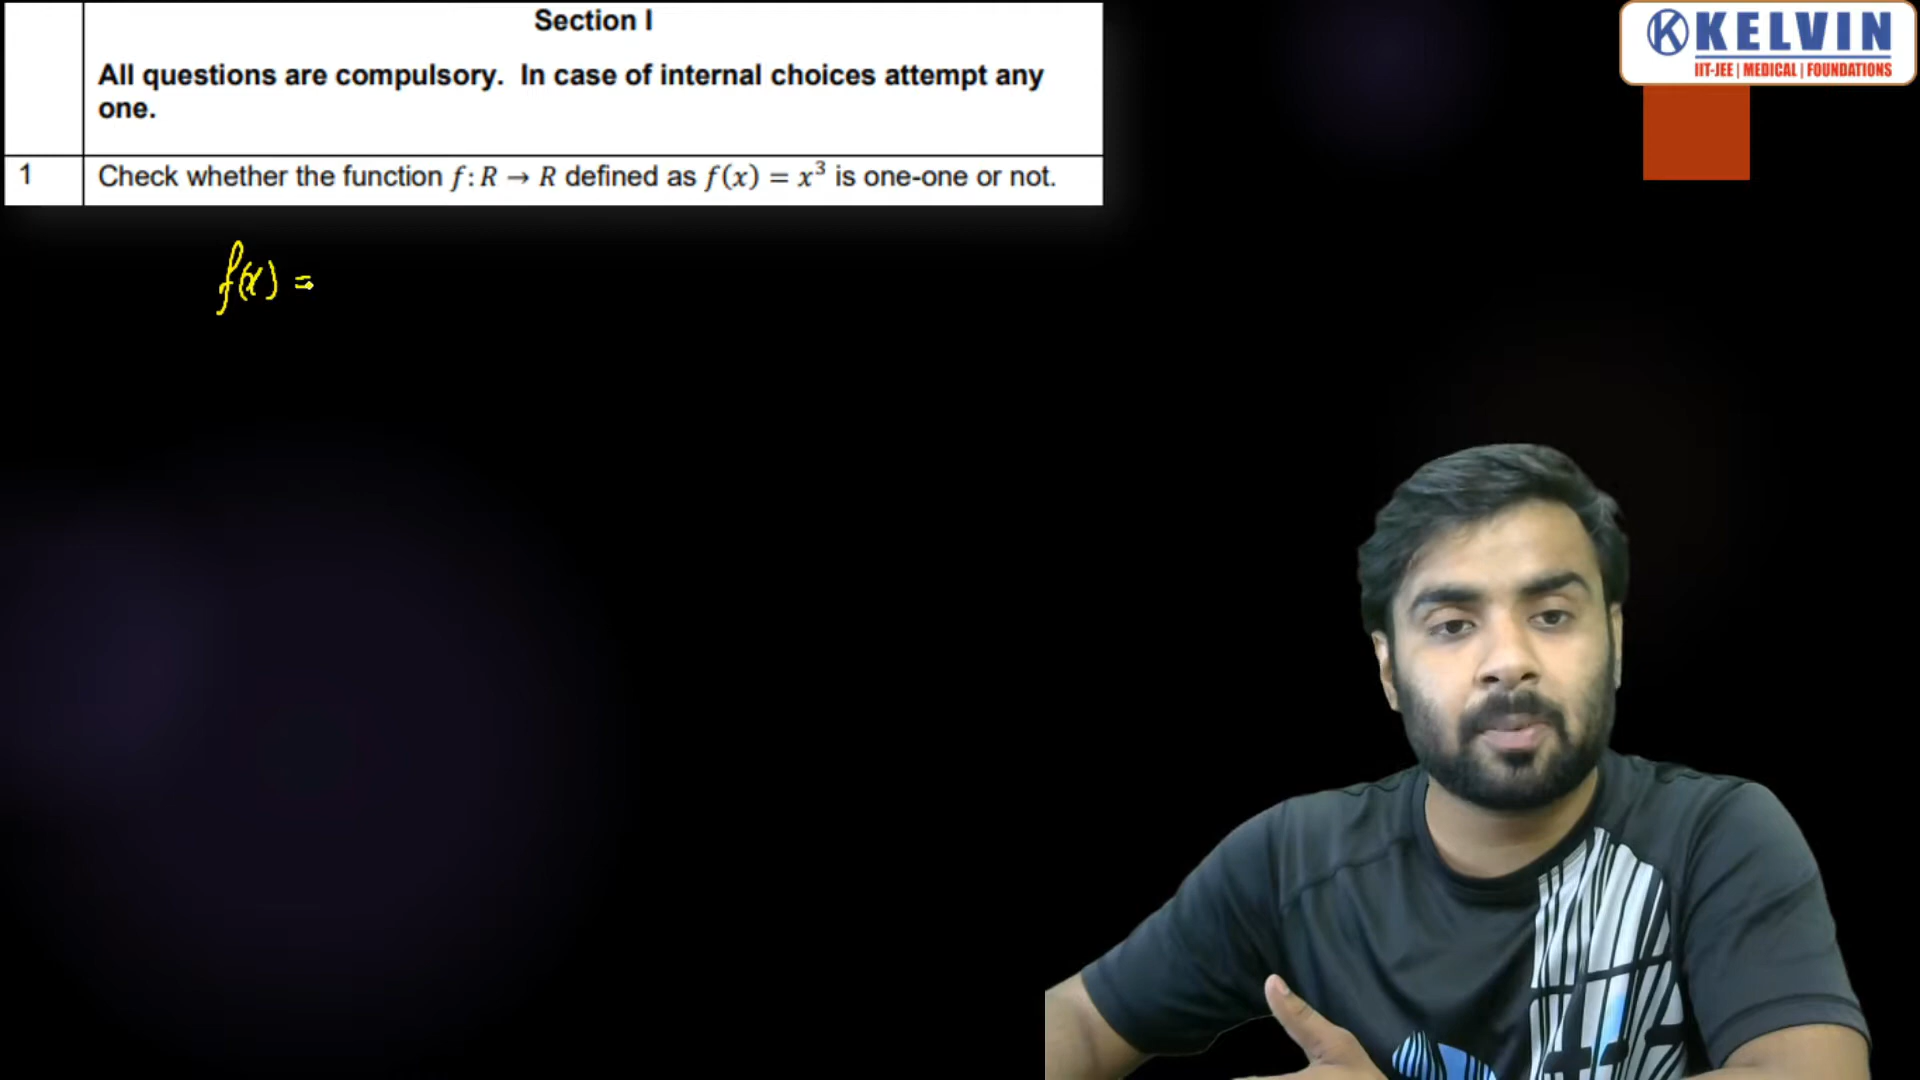 Section I
All questions are compulsory. In case of internal choices attempt any
one.
1 Check whether the function f: R → R defined as f(x) = x³ is one-one or not.
f(x) =
KELVIN
IIT-JEE | MEDICAL | FOUNDATIONS